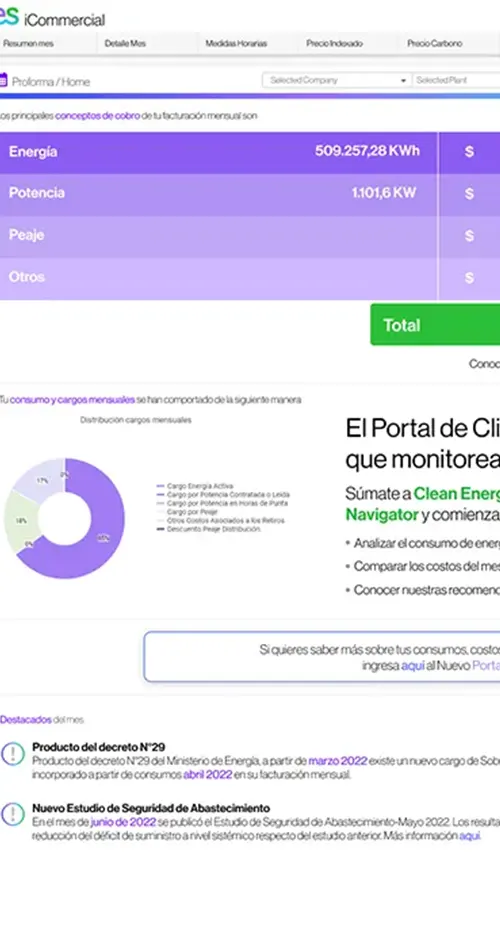 es iCommercial
Resumen mes Detalle Mes Medidas Horarias Precio Indexado Precio Carbono
Proforma / Home Selected Company Selected Plant
os principales conceptos de cobro de tu facturación mensual son
Energía 509.257,28 KWh $
Potencia 1.101,6 KW $
Peaje $
Otros $
Total
Conoc
Tu consumo y cargos mensuales se han comportado de la siguiente manera
Distribución cargos mensuales
El Portal de Cli
que monitorea
Súmate a Clean Energ
Navigator y comienza
• Analizar el consumo de energ
• Comparar los costos del mes
• Conocer nuestras recomend
0%
17%
18%
0%
Cargo Energía Activa
Cargo por Potencia Contratada o Leída
Cargo por Potencia en Horas de Punta
Cargo por Peaje
Otros Costos Asociados a los Retiros
Descuento Peaje Distribución
Si quieres saber más sobre tus consumos, costo
ingresa aquí al Nuevo Porta
Destacados del mes
Producto del decreto N°29
Producto del decreto N°29 del Ministerio de Energía, a partir de marzo 2022 existe un nuevo cargo de Sob
incorporado a partir de consumos abril 2022 en su facturación mensual.
Nuevo Estudio de Seguridad de Abastecimiento
En el mes de junio de 2022 se publicó el Estudio de Seguridad de Abastecimiento-Mayo 2022. Los resulta
reducción del déficit de suministro a nivel sistémico respecto del estudio anterior. Más información aquí.